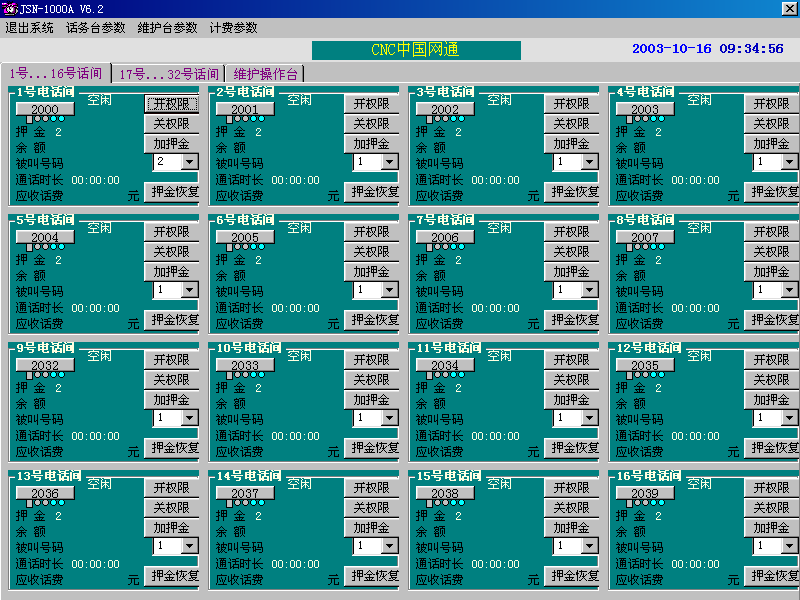 JSN-1000A V6.2
退出系统 话务台参数 维护台参数 计费参数
CNC中国网通 2003-10-16 09:34:56
1号...16号话间 17号...32号话间 维护操作台
1号电话间 空闲 开权限 2号电话间 空闲 开权限 3号电话间 空闲 开权限 4号电话间 空闲 开权限
2000 关权限 2001 关权限 2002 关权限 2003 关权限
押 金 2 加押金 押 金 2 加押金 押 金 2 加押金 押 金 2 加押金
余 额 余 额 余 额 余 额
被叫号码 2 被叫号码 1 被叫号码 1 被叫号码 1
通话时长 00:00:00 通话时长 00:00:00 通话时长 00:00:00 通话时长 00:00:00
应收话费 元 押金恢复 应收话费 元 押金恢复 应收话费 元 押金恢复 应收话费 元 押金恢复
5号电话间 空闲 开权限 6号电话间 空闲 开权限 7号电话间 空闲 开权限 8号电话间 空闲 开权限
2004 关权限 2005 关权限 2006 关权限 2007 关权限
押 金 2 加押金 押 金 2 加押金 押 金 2 加押金 押 金 2 加押金
余 额 余 额 余 额 余 额
被叫号码 1 被叫号码 1 被叫号码 1 被叫号码 1
通话时长 00:00:00 通话时长 00:00:00 通话时长 00:00:00 通话时长 00:00:00
应收话费 元 押金恢复 应收话费 元 押金恢复 应收话费 元 押金恢复 应收话费 元 押金恢复
9号电话间 空闲 开权限 10号电话间 空闲 开权限 11号电话间 空闲 开权限 12号电话间 空闲 开权限
2032 关权限 2033 关权限 2034 关权限 2035 关权限
押 金 2 加押金 押 金 2 加押金 押 金 2 加押金 押 金 2 加押金
余 额 余 额 余 额 余 额
被叫号码 1 被叫号码 1 被叫号码 1 被叫号码 1
通话时长 00:00:00 通话时长 00:00:00 通话时长 00:00:00 通话时长 00:00:00
应收话费 元 押金恢复 应收话费 元 押金恢复 应收话费 元 押金恢复 应收话费 元 押金恢复
13号电话间 空闲 开权限 14号电话间 空闲 开权限 15号电话间 空闲 开权限 16号电话间 空闲 开权限
2036 关权限 2037 关权限 2038 关权限 2039 关权限
押 金 2 加押金 押 金 2 加押金 押 金 2 加押金 押 金 2 加押金
余 额 余 额 余 额 余 额
被叫号码 1 被叫号码 1 被叫号码 1 被叫号码 1
通话时长 00:00:00 通话时长 00:00:00 通话时长 00:00:00 通话时长 00:00:00
应收话费 元 押金恢复 应收话费 元 押金恢复 应收话费 元 押金恢复 应收话费 元 押金恢复